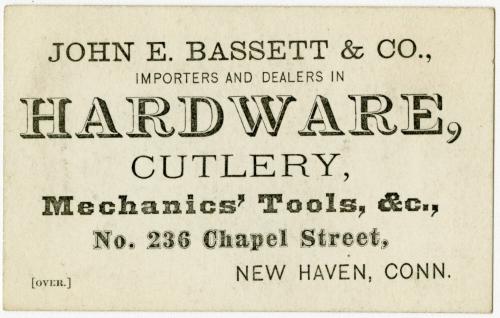 JOHN E. BASSETT & CO.,
IMPORTERS AND DEALERS IN
HARDWARE,
CUTLERY,
Mechanics' Tools, &c.,
No. 236 Chapel Street,
NEW HAVEN, CONN.
[OVER.]